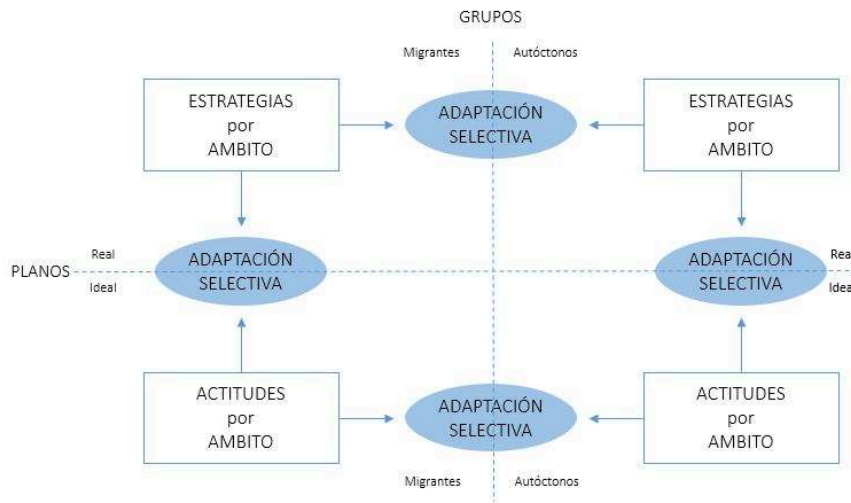 GRUPOS
Migrantes
Autóctonos
ESTRATEGIAS
por
AMBITO
ADAPTACIÓN
SELECTIVA
ESTRATEGIAS
por
AMBITO
PLANOS
Real
Ideal
ADAPTACIÓN
SELECTIVA
ADAPTACIÓN
SELECTIVA
Real
Ideal
ACTITUDES
por
AMBITO
ADAPTACIÓN
SELECTIVA
ACTITUDES
por
AMBITO
Migrantes
Autóctonos